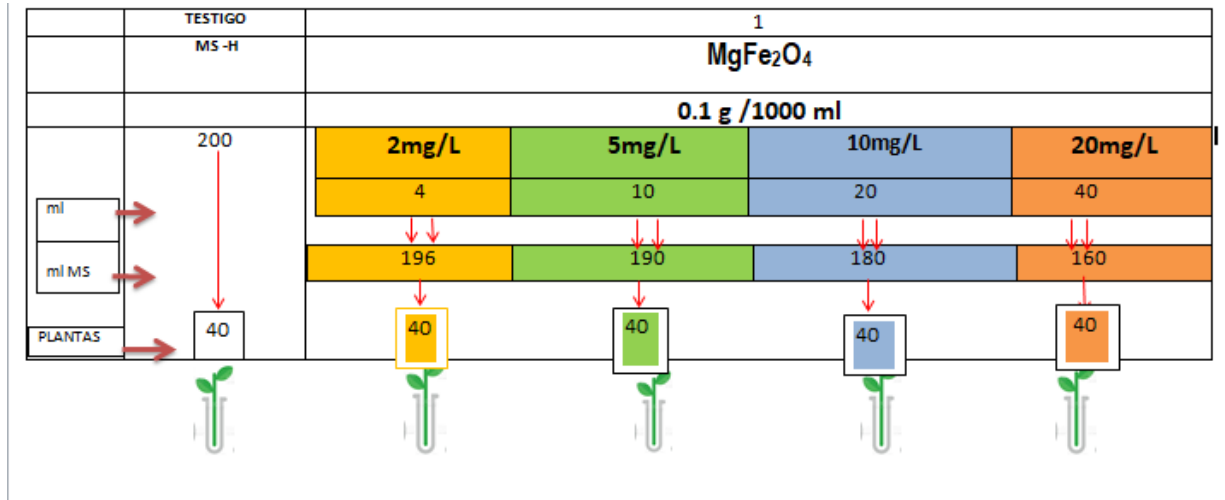 TESTIGO 1
MS -H MgFe2O4
0.1 g /1000 ml
200 2mg/L 5mg/L 10mg/L 20mg/L
ml 4 10 20 40
ml MS 196 190 180 160
PLANTAS 40 40 40 40 40